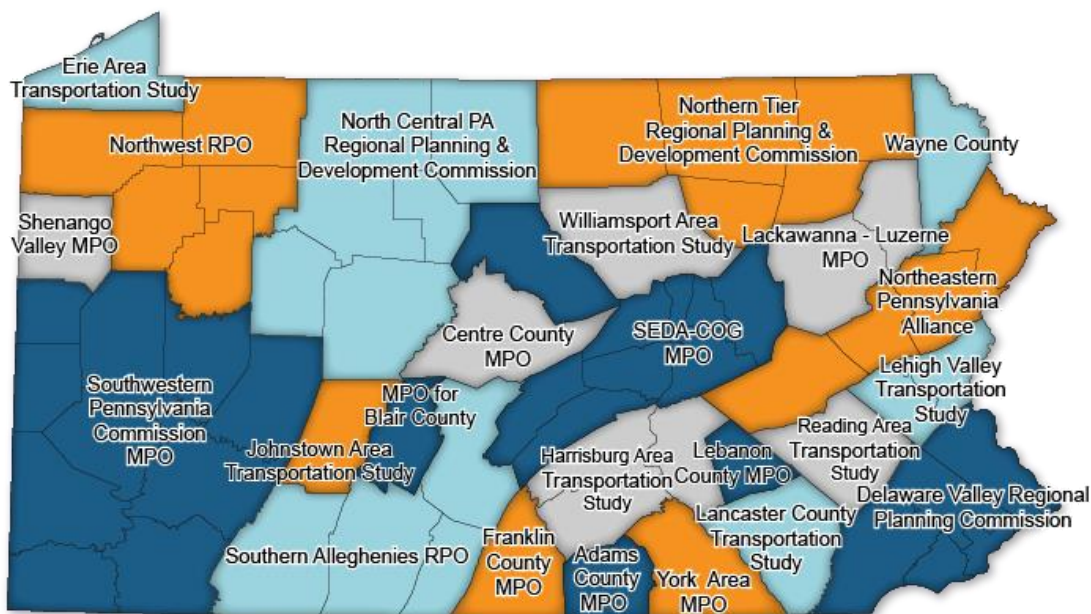 Erie Area
Transportation Study
Northwest RPO
North Central PA
Regional Planning &
Development Commission
Northern Tier
Regional Planning &
Development Commission
Wayne County
Shenango
Valley MPO
Williamsport Area
Transportation Study
Lackawanna - Luzerne
MPO
Northeastern
Pennsylvania
Alliance
Centre County
MPO
SEDA-COG
MPO
Lehigh Valley
Transportation
Study
Southwestern
Pennsylvania
Commission
MPO
MPO for
Blair County
Johnstown Area
Transportation Study
Harrisburg Area
Transportation
Study
Lebanon
County MPO
Reading Area
Transportation
Study
Delaware Valley Regional
Planning Commission
Southern Alleghenies RPO
Franklin
County
MPO
Adams
County
MPO
York Area
MPO
Lancaster County
Transportation
Study